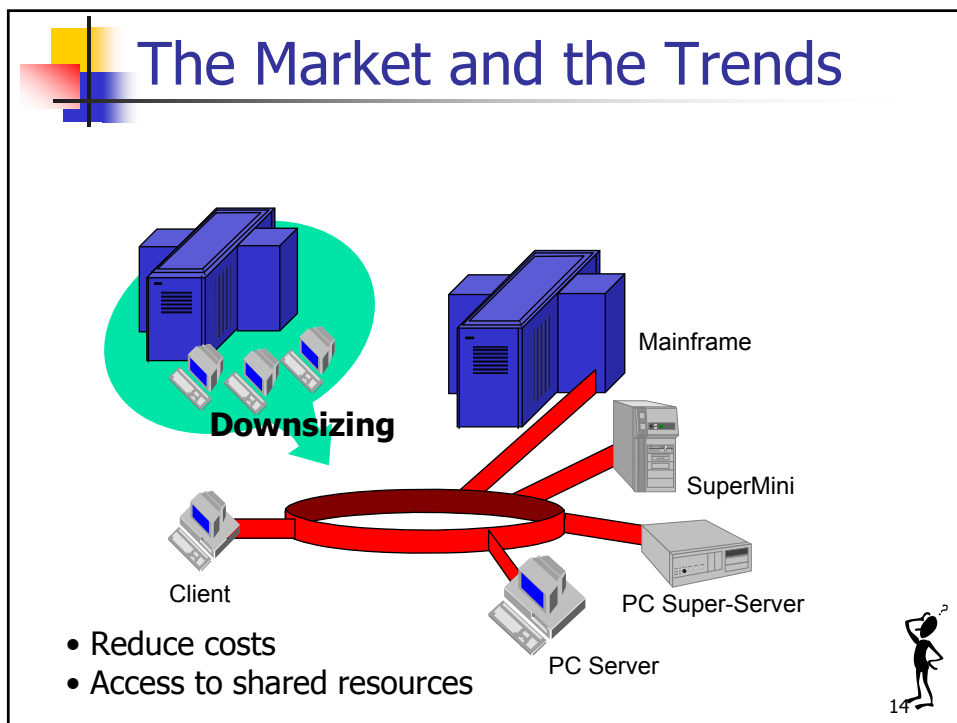 The Market and the Trends
Mainframe
Downsizing
SuperMini
Client
PC Super-Server
PC Server
• Reduce costs
• Access to shared resources
?
14